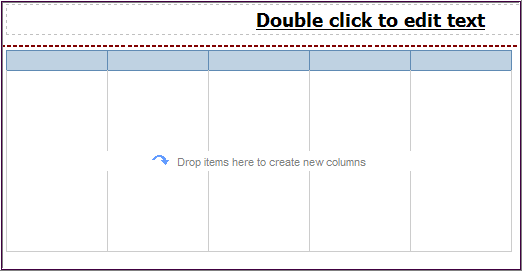 Double click to edit text
Drop items here to create new columns